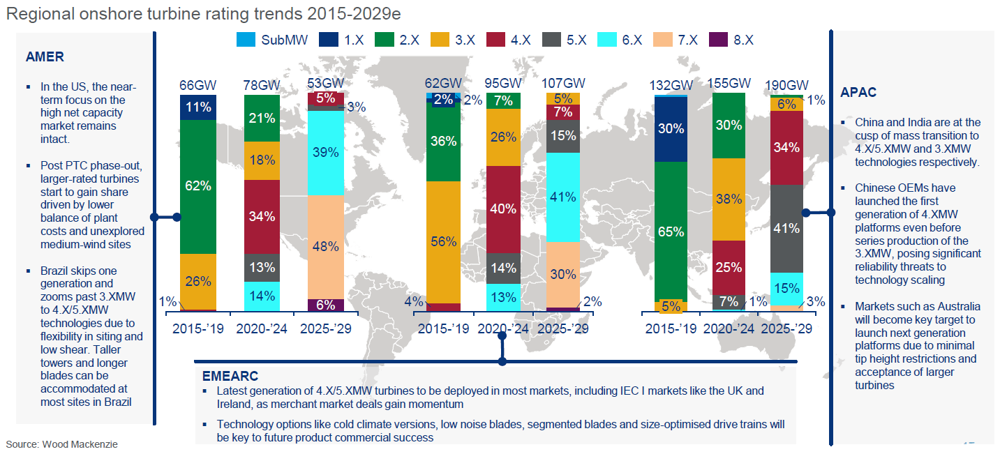 Regional onshore turbine rating trends 2015-2029e
SubMW 1.X 2.X 3.X 4.X 5.X 6.X 7.X 8.X
AMER
▪ In the US, the near-
term focus on the
high net capacity
market remains
intact.
▪ Post PTC phase-out,
larger-rated turbines
start to gain share
driven by lower
balance of plant
costs and unexplored
medium-wind sites
▪ Brazil skips one
generation and
zooms past 3.XMW
to 4.X/5.XMW
technologies due to
flexibility in siting and
low shear. Taller
towers and longer
blades can be
accommodated at
most sites in Brazil
66GW
11%
62%
26%
1%
2015-'19
78GW
21%
18%
34%
13%
14%
2020-'24
53GW
5%
3%
39%
48%
6%
2025-'29
62GW
2%
2%
36%
56%
4%
2015-'19
95GW
7%
26%
40%
14%
13%
2020-'24
107GW
5%
7%
15%
41%
30%
2%
2025-'29
132GW
30%
65%
5%
2015-'19
155GW
30%
38%
25%
7%
1%
2020-'24
190GW
1%
6%
34%
41%
15%
3%
2025-'29
EMEARC
▪ Latest generation of 4.X/5.XMW turbines to be deployed in most markets, including IEC I markets like the UK and
Ireland, as merchant market deals gain momentum
▪ Technology options like cold climate versions, low noise blades, segmented blades and size-optimised drive trains will
be key to future product commercial success
APAC
▪ China and India are at the
cusp of mass transition to
4.X/5.XMW and 3.XMW
technologies respectively.
▪ Chinese OEMs have
launched the first
generation of 4.XMW
platforms even before
series production of the
3.XMW, posing significant
reliability threats to
technology scaling
▪ Markets such as Australia
will become key target to
launch next generation
platforms due to minimal
tip height restrictions and
acceptance of larger
turbines
Source: Wood Mackenzie